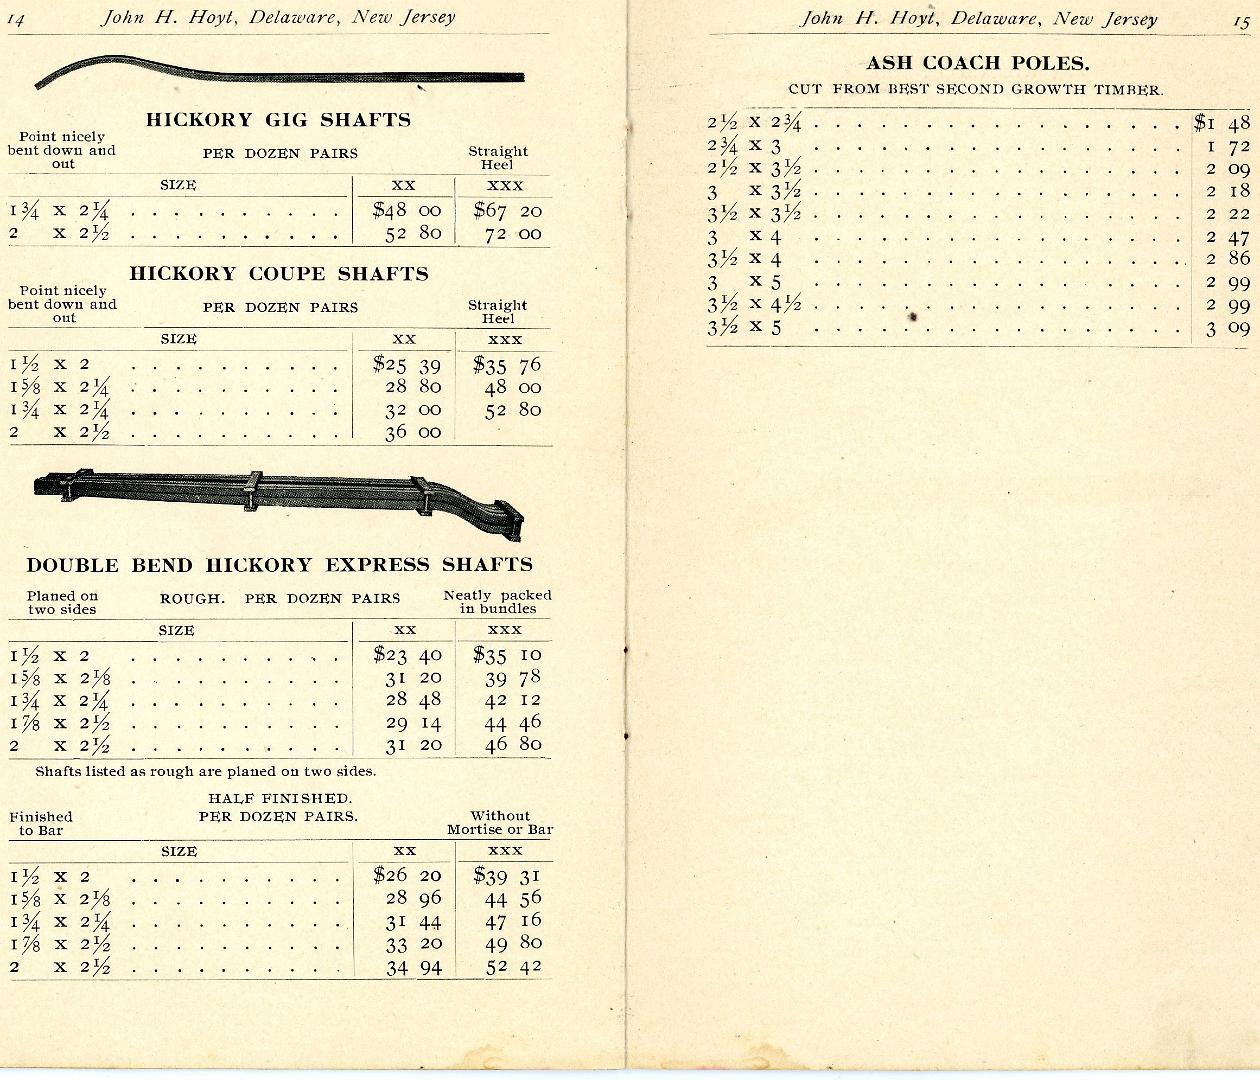 14 John H. Hoyt, Delaware, New Jersey
HICKORY GIG SHAFTS
Point nicely bent down and out PER DOZEN PAIRS Straight Heel
SIZE XX XXX
1¾ X 2¼ . . . . . . . . . . $48 00 $67 20
2 X 2½ . . . . . . . . . . 52 80 72 00
HICKORY COUPE SHAFTS
Point nicely bent down and out PER DOZEN PAIRS Straight Heel
SIZE XX XXX
1½ X 2 . . . . . . . . . . $25 39 $35 76
1⅝ X 2¼ . . . . . . . . . . 28 80 48 00
1¾ X 2¼ . . . . . . . . . . 32 00 52 80
2 X 2½ . . . . . . . . . . 36 00
DOUBLE BEND HICKORY EXPRESS SHAFTS
Planed on two sides ROUGH. PER DOZEN PAIRS Neatly packed in bundles
SIZE XX XXX
1½ X 2 . . . . . . . . . . $23 40 $35 10
1⅝ X 2⅛ . . . . . . . . . . 31 20 39 78
1¾ X 2¼ . . . . . . . . . . 28 48 42 12
1⅞ X 2½ . . . . . . . . . . 29 14 44 46
2 X 2½ . . . . . . . . . . 31 20 46 80
Shafts listed as rough are planed on two sides.
HALF FINISHED.
Finished to Bar PER DOZEN PAIRS. Without Mortise or Bar
SIZE XX XXX
1½ X 2 . . . . . . . . . . $26 20 $39 31
1⅝ X 2⅛ . . . . . . . . . . 28 96 44 56
1¾ X 2¼ . . . . . . . . . . 31 44 47 16
1⅞ X 2½ . . . . . . . . . . 33 20 49 80
2 X 2½ . . . . . . . . . . 34 94 52 42
John H. Hoyt, Delaware, New Jersey 15
ASH COACH POLES.
CUT FROM BEST SECOND GROWTH TIMBER.
2½ X 2¾ . . . . . . . . . . . . . . . . . $1 48
2¾ X 3 . . . . . . . . . . . . . . . . . 1 72
2½ X 3½ . . . . . . . . . . . . . . . . . 2 09
3 X 3½ . . . . . . . . . . . . . . . . . 2 18
3½ X 3½ . . . . . . . . . . . . . . . . . 2 22
3 X 4 . . . . . . . . . . . . . . . . . 2 47
3½ X 4 . . . . . . . . . . . . . . . . . 2 86
3 X 5 . . . . . . . . . . . . . . . . . 2 99
3½ X 4½ . . . . . . . . . . . . . . . . . 2 99
3½ X 5 . . . . . . . . . . . . . . . . . 3 09